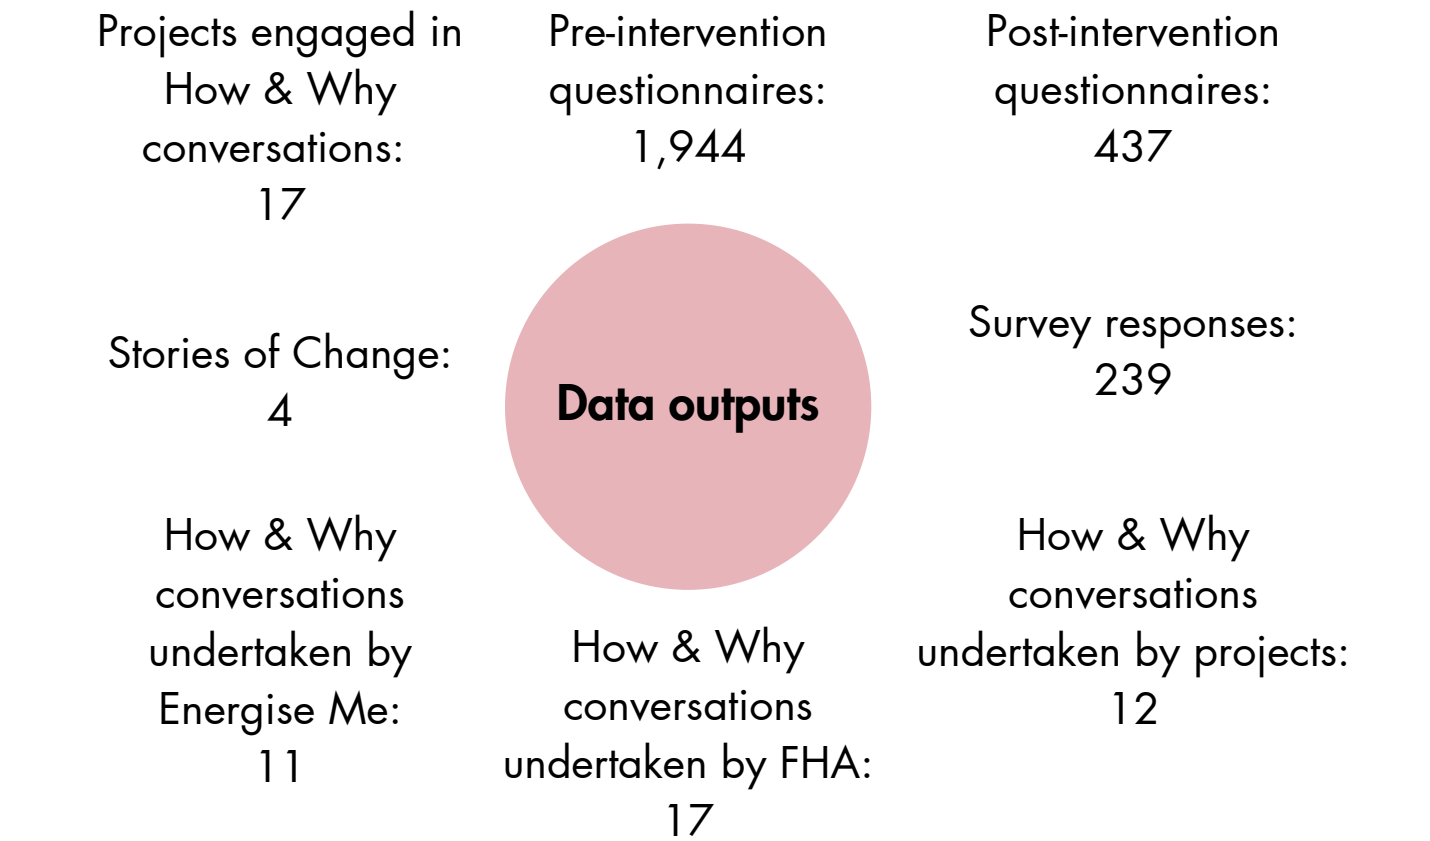 Projects engaged in
How & Why
conversations:
17
Pre-intervention
questionnaires:
1,944
Post-intervention
questionnaires:
437
Stories of Change:
4
Data outputs
Survey responses:
239
How & Why
conversations
undertaken by
Energise Me:
11
How & Why
conversations
undertaken by FHA:
17
How & Why
conversations
undertaken by projects:
12